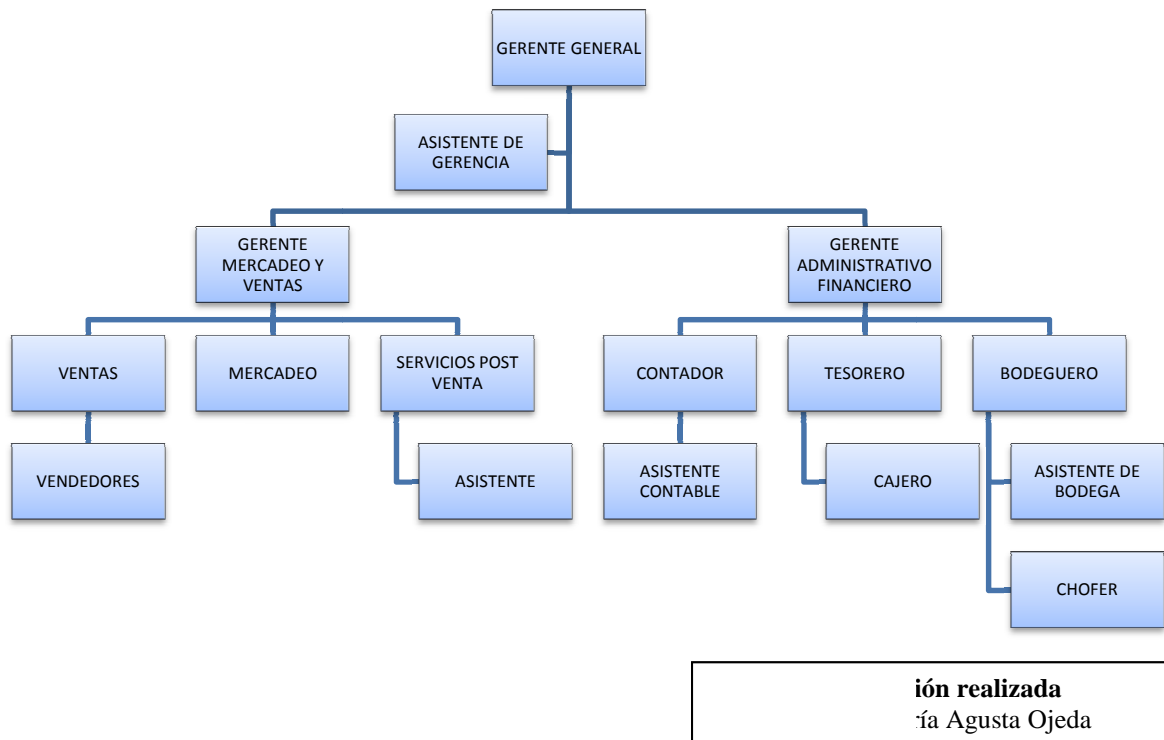 GERENTE GENERAL
ASISTENTE DE
GERENCIA
GERENTE
MERCADEO Y
VENTAS
GERENTE
ADMINISTRATIVO
FINANCIERO
VENTAS
MERCADEO
SERVICIOS POST
VENTA
CONTADOR
TESORERO
BODEGUERO
VENDEDORES
ASISTENTE
ASISTENTE
CONTABLE
CAJERO
ASISTENTE DE
BODEGA
CHOFER
ión realizada
ía Agusta Ojeda